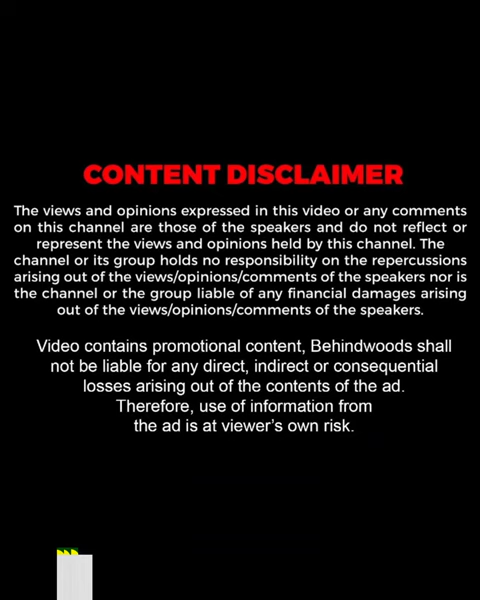 CONTENT DISCLAIMER
The views and opinions expressed in this video or any comments
on this channel are those of the speakers and do not reflect or
represent the views and opinions held by this channel. The
channel or its group holds no responsibility on the repercussions
arising out of the views/opinions/comments of the speakers nor is
the channel or the group liable of any financial damages arising
out of the views/opinions/comments of the speakers.
Video contains promotional content, Behindwoods shall
not be liable for any direct, indirect or consequential
losses arising out of the contents of the ad.
Therefore, use of information from
the ad is at viewer's own risk.